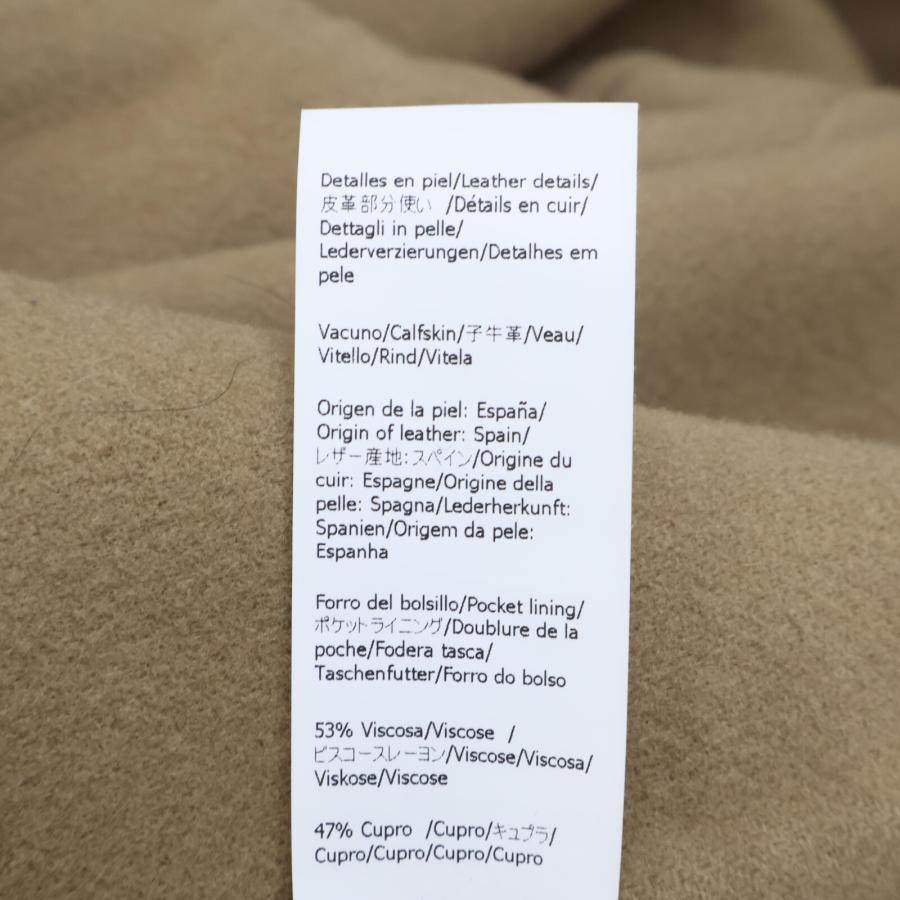 Detalles en piel/Leather details/
皮革部分使い /Détails en cuir/
Dettagli in pelle/
Lederverzierungen/Detalhes em
pele
Vacuno/Calfskin/子牛革/Veau/
Vitello/Rind/Vitela
Origen de la piel: España/
Origin of leather: Spain/
レザー産地:スペイン/Origine du
cuir: Espagne/Origine della
pelle: Spagna/Lederherkunft:
Spanien/Origem da pele:
Espanha
Forro del bolsillo/Pocket lining/
ポケットライニング/Doublure de la
poche/Fodera tasca/
Taschenfutter/Forro do bolso
53% Viscosa/Viscose /
ビスコースレーヨン/Viscose/Viscosa/
Viskose/Viscose
47% Cupro /Cupro/キュプラ/
Cupro/Cupro/Cupro/Cupro